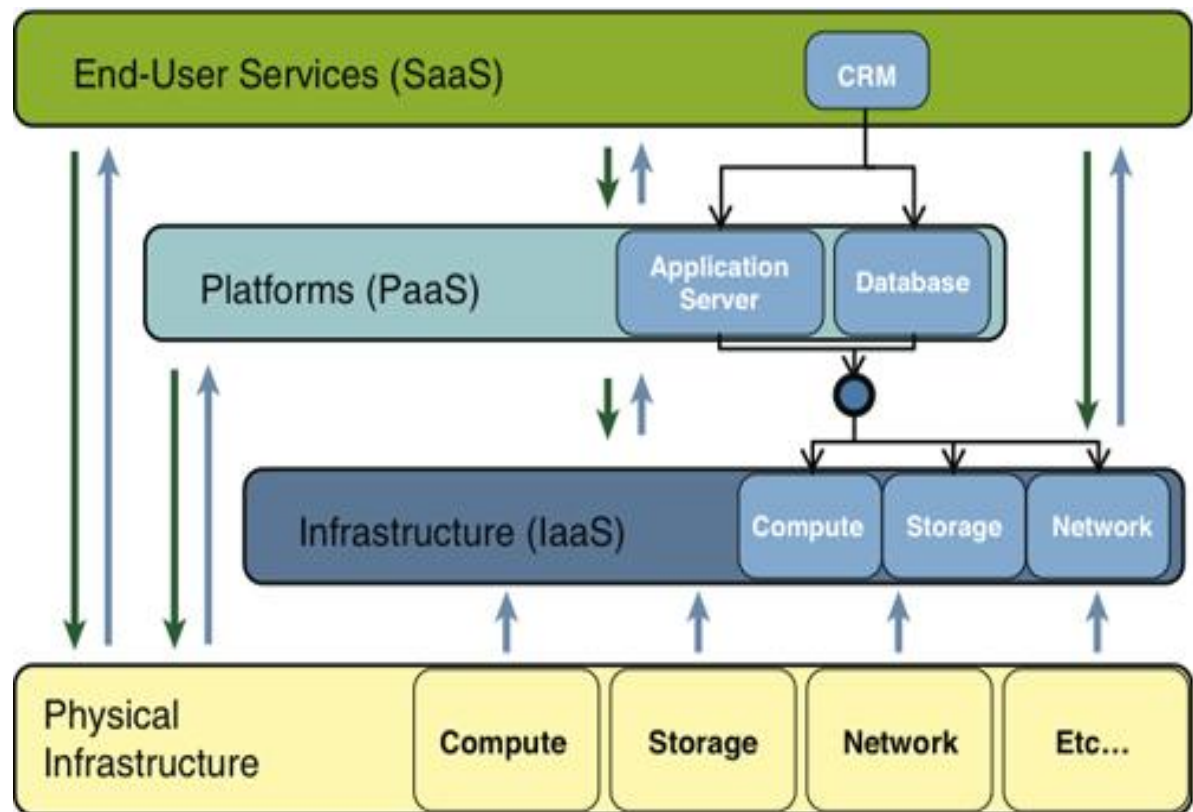 End-User Services (SaaS)
CRM
Platforms (PaaS)
Application
Server
Database
Infrastructure (IaaS)
Compute
Storage
Network
Physical
Infrastructure
Compute
Storage
Network
Etc...